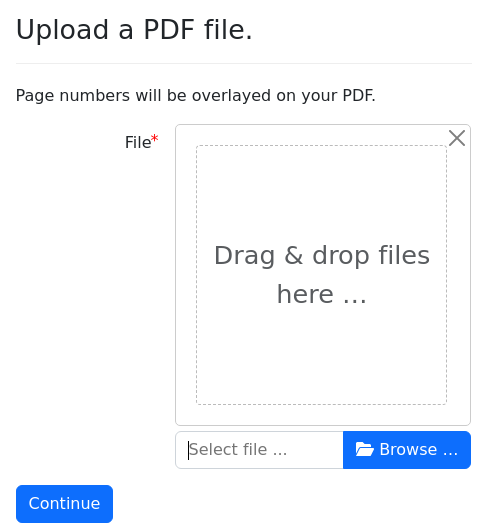 Upload a PDF file.
Page numbers will be overlayed on your PDF.
File*
Drag & drop files
here …
Select file ...
Browse …
Continue